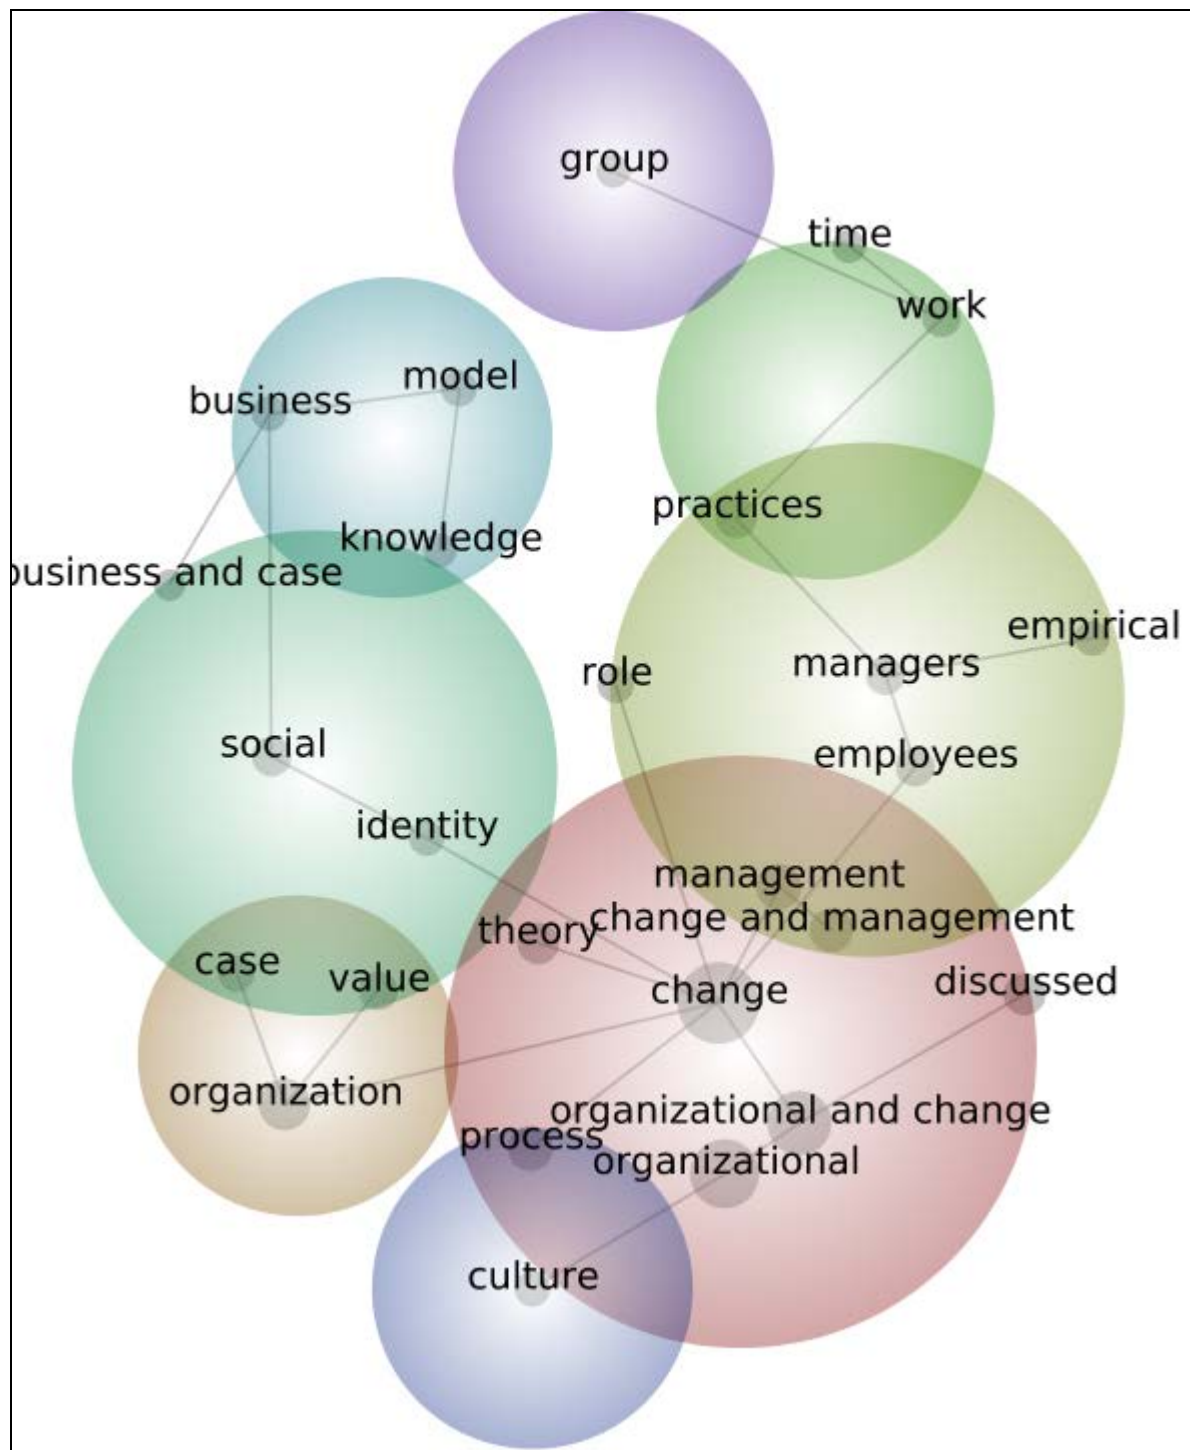 group
time
work
model
business
practices
knowledge
business and case
empirical
managers
role
social
employees
identity
management
change and management
theory
case
value
discussed
change
organization
organizational and change
process
organizational
culture